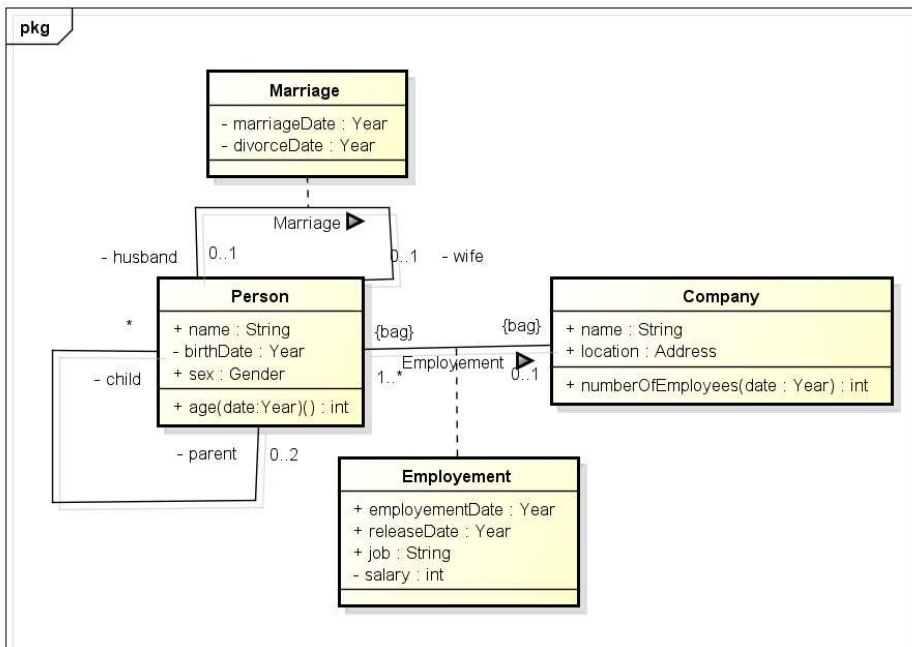 pkg
Marriage
- marriageDate : Year
- divorceDate : Year
Marriage
- husband
0..1
0..1
- wife
Person
+ name : String
- birthDate : Year
+ sex : Gender
+ age(date:Year)() : int
*
- child
- parent
0..2
{bag}
{bag}
Employement
1..*
0..1
Company
+ name : String
+ location : Address
+ numberOfEmployees(date : Year) : int
Employement
+ employementDate : Year
+ releaseDate : Year
+ job : String
- salary : int